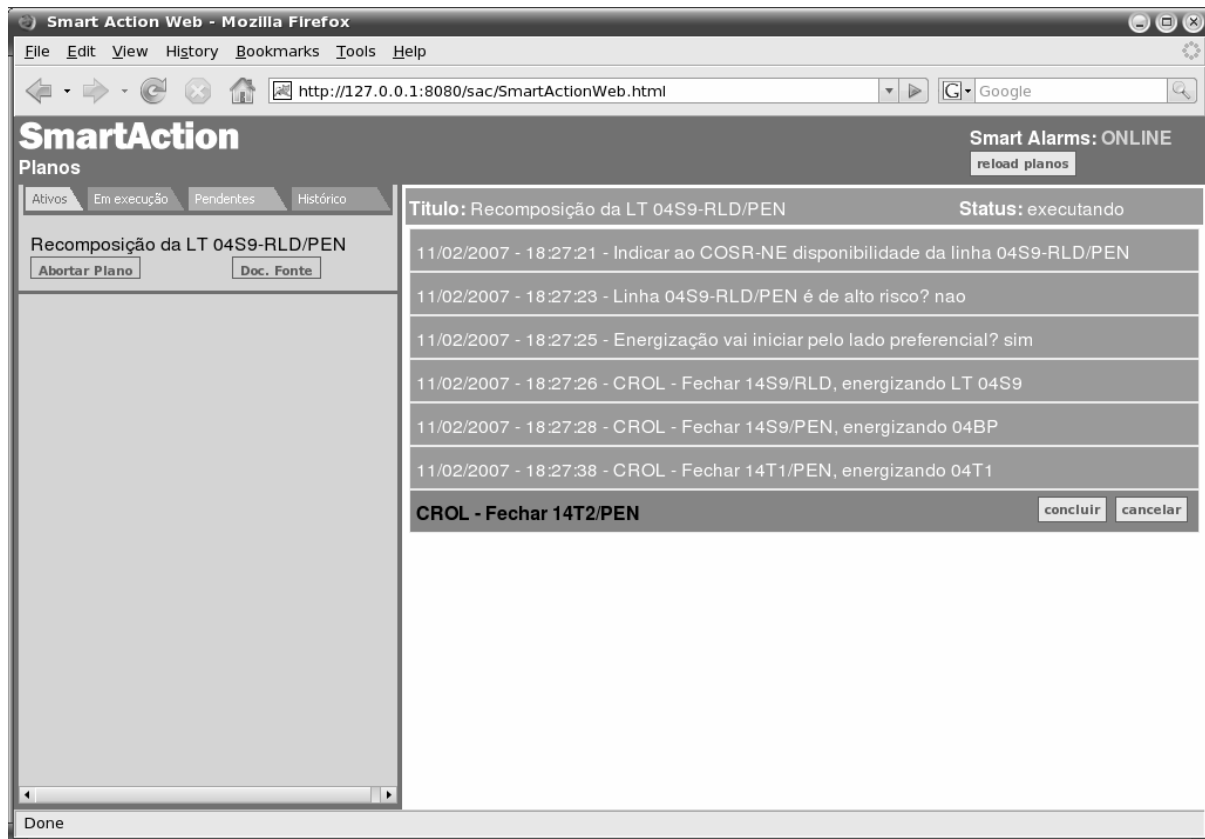 Smart Action Web - Mozilla Firefox
File Edit View History Bookmarks Tools Help
http://127.0.0.1:8080/sac/SmartActionWeb.html
G Google
SmartAction
Planos
Smart Alarms: ONLINE
reload planos
Ativos Em execução Pendentes Histórico
Recomposição da LT 04S9-RLD/PEN
Abortar Plano Doc. Fonte
Titulo: Recomposição da LT 04S9-RLD/PEN Status: executando
11/02/2007 - 18:27:21 - Indicar ao COSR-NE disponibilidade da linha 04S9-RLD/PEN
11/02/2007 - 18:27:23 - Linha 04S9-RLD/PEN é de alto risco? nao
11/02/2007 - 18:27:25 - Energização vai iniciar pelo lado preferencial? sim
11/02/2007 - 18:27:26 - CROL - Fechar 14S9/RLD, energizando LT 04S9
11/02/2007 - 18:27:28 - CROL - Fechar 14S9/PEN, energizando 04BP
11/02/2007 - 18:27:38 - CROL - Fechar 14T1/PEN, energizando 04T1
CROL - Fechar 14T2/PEN concluir cancelar
Done